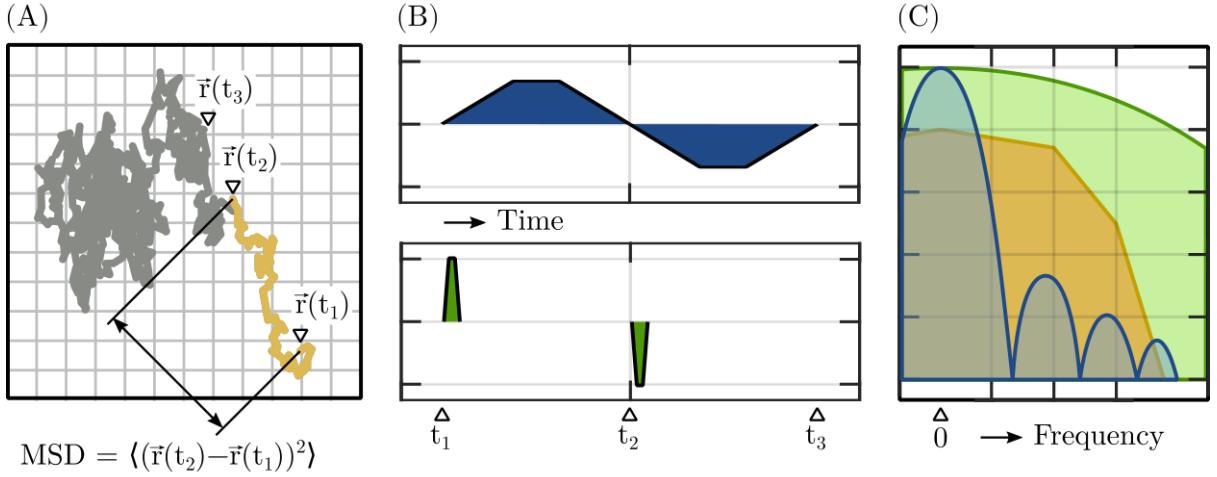 (A)
(B)
(C)
r⃗(t₃)
r⃗(t₂)
r⃗(t₁)
MSD = ⟨(r⃗(t₂)−r⃗(t₁))²⟩
Time
t₁
t₂
t₃
0
Frequency